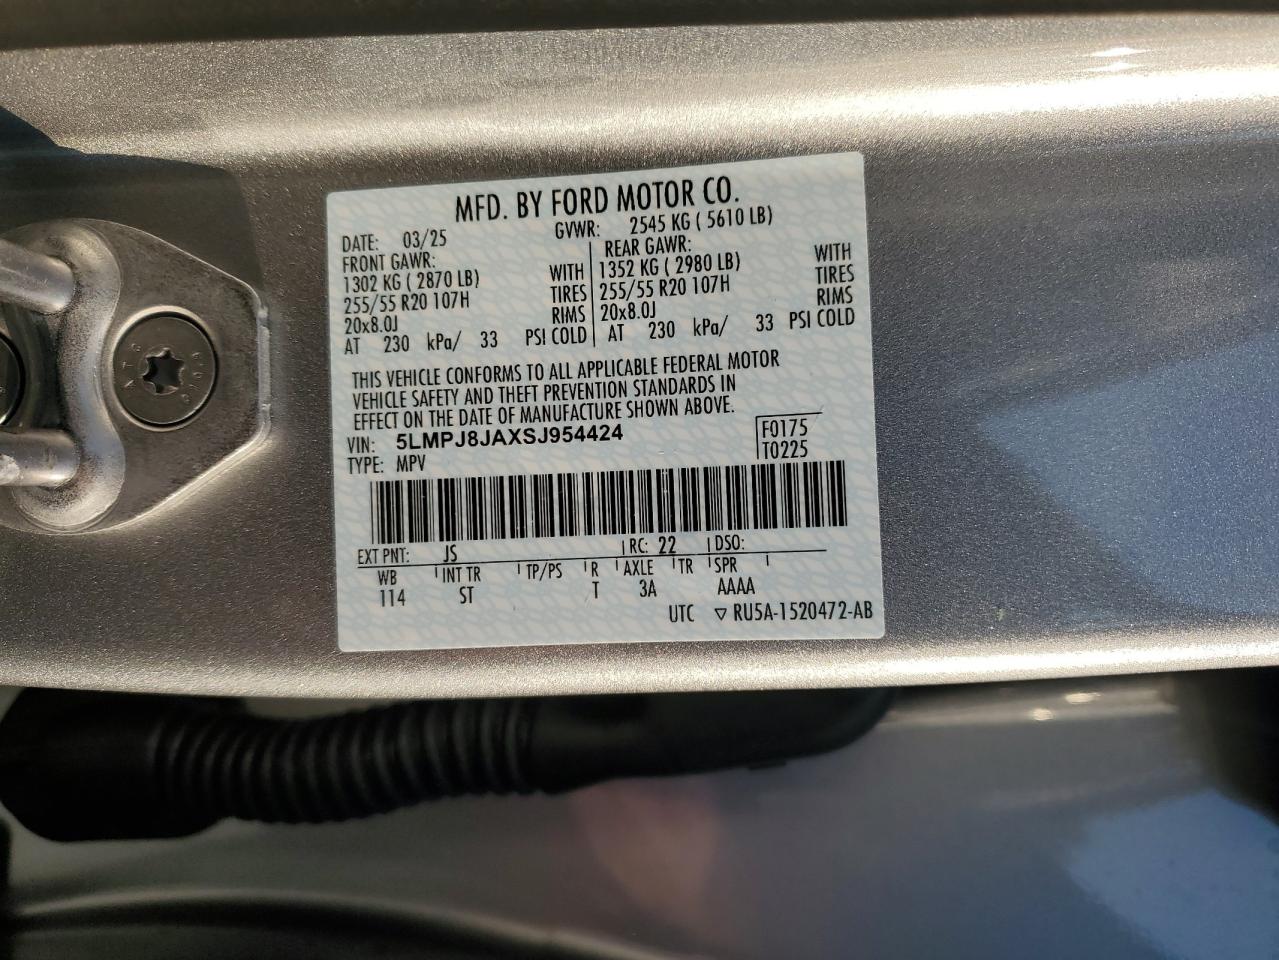 MFD. BY FORD MOTOR CO.
DATE: 03/25 GVWR: 2545 KG ( 5610 LB)
FRONT GAWR: REAR GAWR:
1302 KG ( 2870 LB) WITH 1352 KG ( 2980 LB) WITH
255/55 R20 107H TIRES 255/55 R20 107H TIRES
20x8.0J RIMS 20x8.0J RIMS
AT 230 kPa/ 33 PSI COLD AT 230 kPa/ 33 PSI COLD
THIS VEHICLE CONFORMS TO ALL APPLICABLE FEDERAL MOTOR
VEHICLE SAFETY AND THEFT PREVENTION STANDARDS IN
EFFECT ON THE DATE OF MANUFACTURE SHOWN ABOVE.
VIN: 5LMPJ8JAXSJ954424 F0175
TYPE: MPV T0225
EXT PNT: JS RC: 22 DSO:
WB INT TR TP/PS R AXLE TR SPR
114 ST T 3A AAAA
UTC ▽ RU5A-1520472-AB